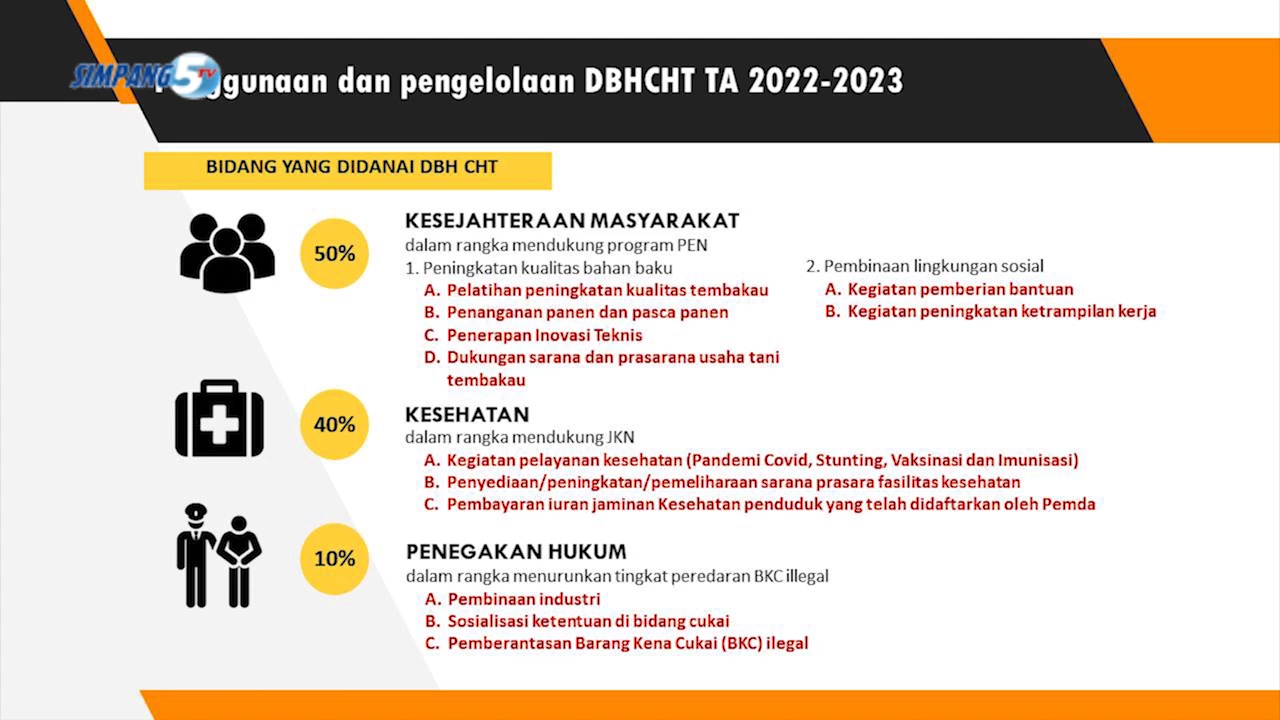 SIMPANG5 TV
dan pengelolaan DBHCHT TA 2022-2023
BIDANG YANG DIDANAI DBH CHT
50%
KESEJAHTERAAN MASYARAKAT
dalam rangka mendukung program PEN
1. Peningkatan kualitas bahan baku
A. Pelatihan peningkatan kualitas tembakau
B. Penanganan panen dan pasca panen
C. Penerapan Inovasi Teknis
D. Dukungan sarana dan prasarana usaha tani
tembakau
2. Pembinaan lingkungan sosial
A. Kegiatan pemberian bantuan
B. Kegiatan peningkatan ketrampilan kerja
40%
KESEHATAN
dalam rangka mendukung JKN
A. Kegiatan pelayanan kesehatan (Pandemi Covid, Stunting, Vaksinasi dan Imunisasi)
B. Penyediaan/peningkatan/pemeliharaan sarana prasara fasilitas kesehatan
C. Pembayaran iuran jaminan Kesehatan penduduk yang telah didaftarkan oleh Pemda
10%
PENEGAKAN HUKUM
dalam rangka menurunkan tingkat peredaran BKC illegal
A. Pembinaan industri
B. Sosialisasi ketentuan di bidang cukai
C. Pemberantasan Barang Kena Cukai (BKC) ilegal